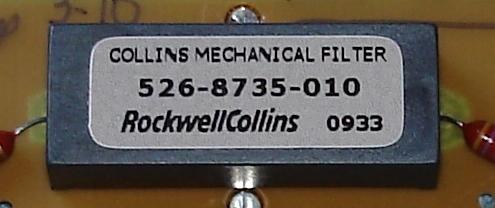 COLLINS MECHANICAL FILTER
526-8735-010
RockwellCollins 0933